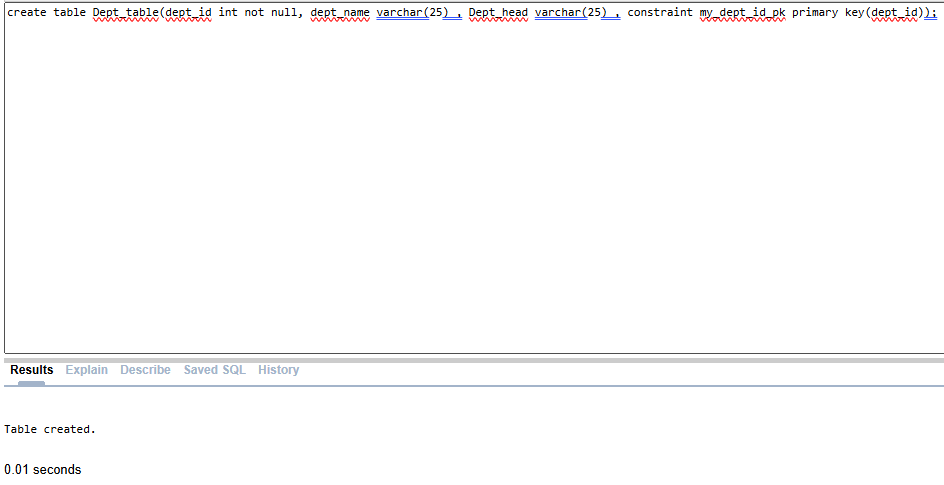 create table Dept_table(dept_id int not null, dept_name varchar(25) , Dept_head varchar(25) , constraint my_dept_id_pk primary key(dept_id));
Results Explain Describe Saved SQL History
Table created.
0.01 seconds